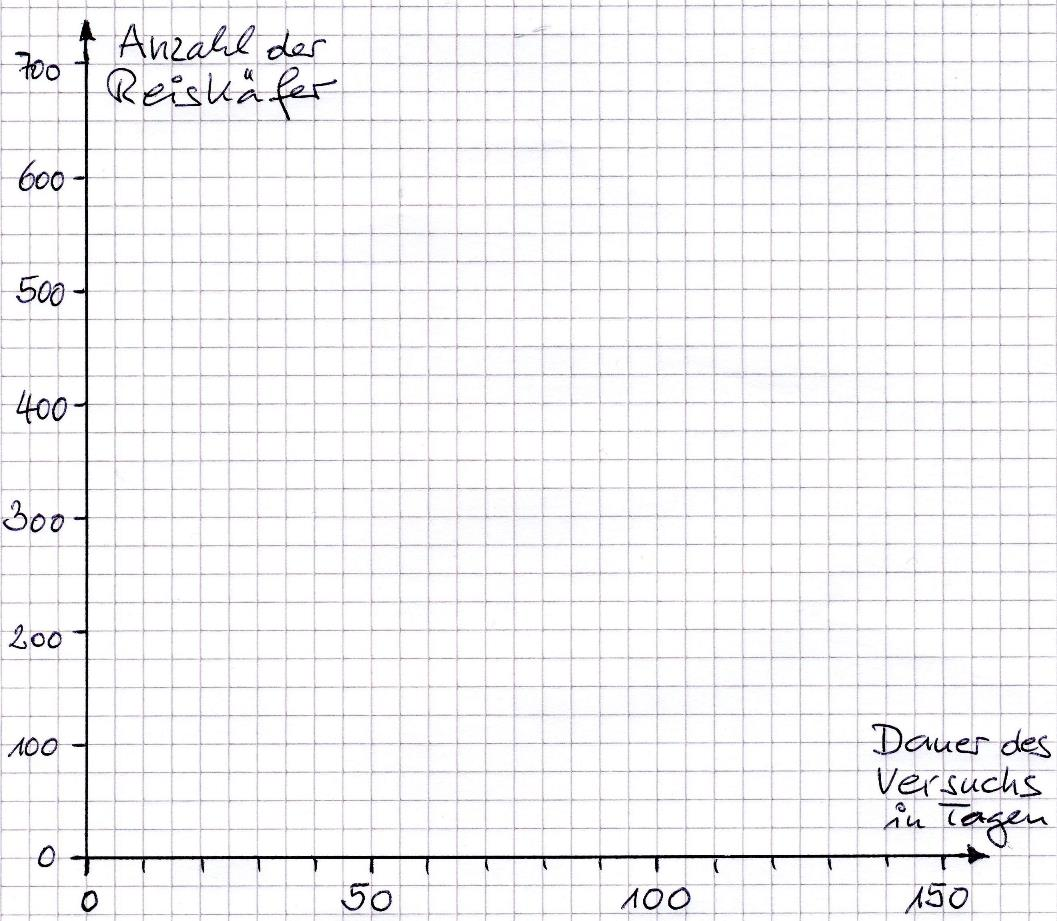 Anzahl der
Reiskäfer
700
600
500
400
300
200
100
0
Dauer des
Versuchs
in Tagen
0 50 100 150